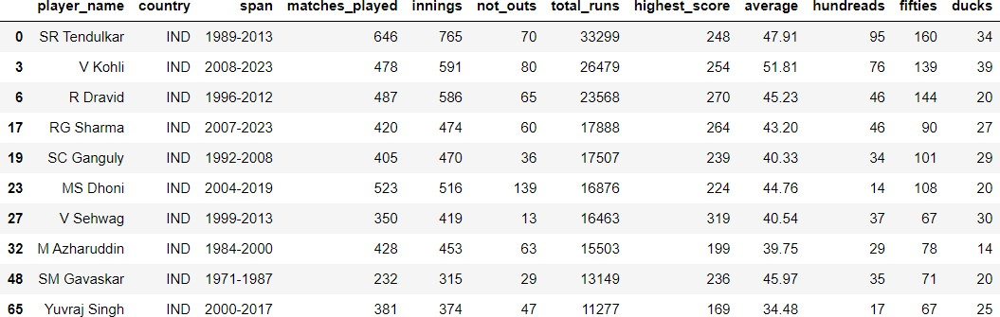 player_name country span matches_played innings not_outs total_runs highest_score average hundreads fifties ducks
0 SR Tendulkar IND 1989-2013 646 765 70 33299 248 47.91 95 160 34
3 V Kohli IND 2008-2023 478 591 80 26479 254 51.81 76 139 39
6 R Dravid IND 1996-2012 487 586 65 23568 270 45.23 46 144 20
17 RG Sharma IND 2007-2023 420 474 60 17888 264 43.20 46 90 27
19 SC Ganguly IND 1992-2008 405 470 36 17507 239 40.33 34 101 29
23 MS Dhoni IND 2004-2019 523 516 139 16876 224 44.76 14 108 20
27 V Sehwag IND 1999-2013 350 419 13 16463 319 40.54 37 67 30
32 M Azharuddin IND 1984-2000 428 453 63 15503 199 39.75 29 78 14
48 SM Gavaskar IND 1971-1987 232 315 29 13149 236 45.97 35 71 20
65 Yuvraj Singh IND 2000-2017 381 374 47 11277 169 34.48 17 67 25